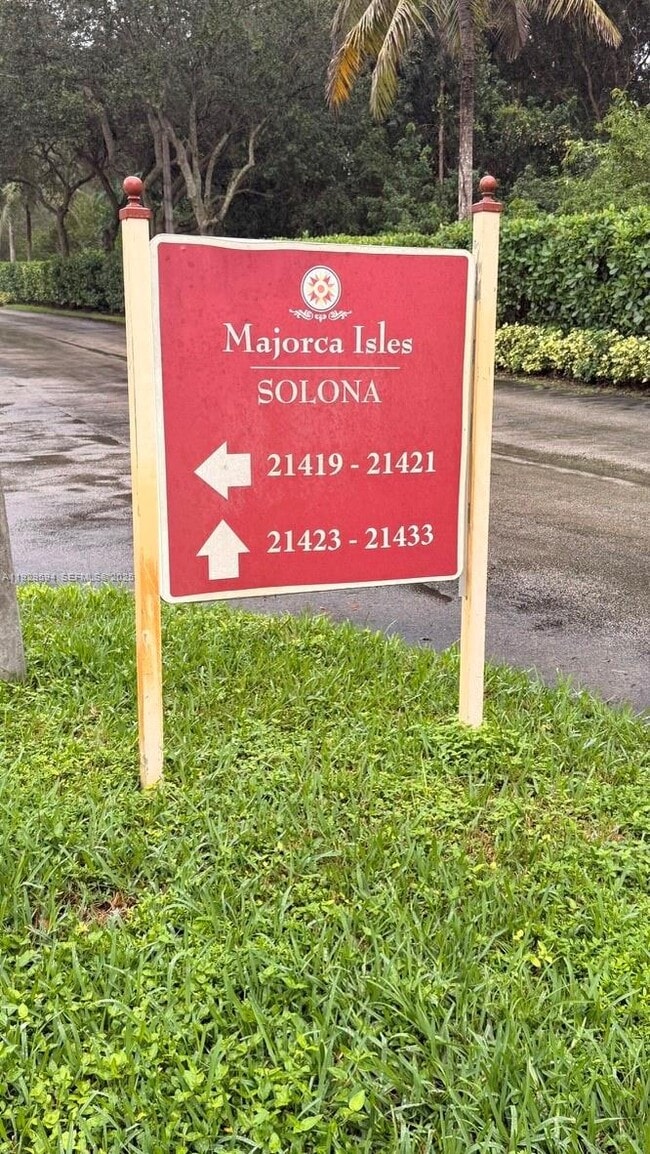 Majorca Isles
SOLONA
21419 - 21421
21423 - 21433